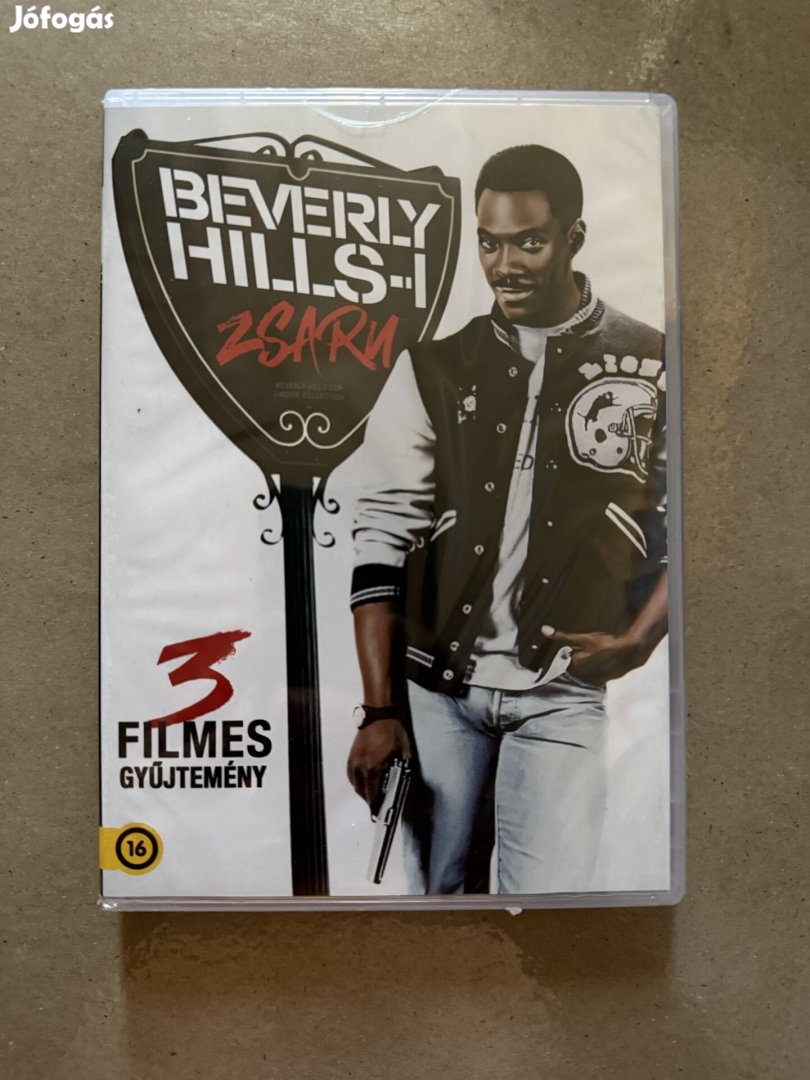 Jófogás
BEVERLY
HILLS-I
ZSARU
BEVERLY HILLS COP
3-MOVIE COLLECTION
3
FILMES
GYŰJTEMÉNY
16